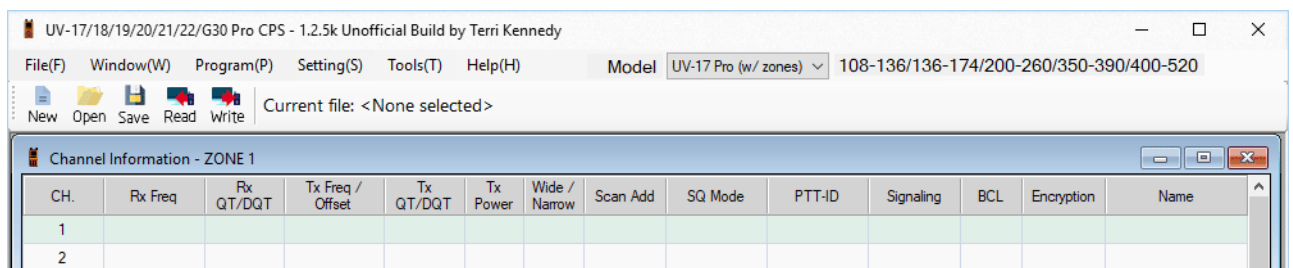 UV-17/18/19/20/21/22/G30 Pro CPS - 1.2.5k Unofficial Build by Terri Kennedy
File(F) Window(W) Program(P) Setting(S) Tools(T) Help(H) Model UV-17 Pro (w/ zones) 108-136/136-174/200-260/350-390/400-520
New Open Save Read Write Current file: <None selected>
Channel Information - ZONE 1
CH. Rx Freq Rx QT/DQT Tx Freq / Offset Tx QT/DQT Tx Power Wide / Narrow Scan Add SQ Mode PTT-ID Signaling BCL Encryption Name
1
2